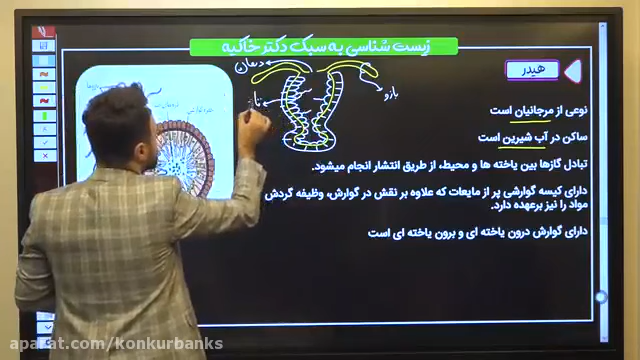 زیست شناسی به سبک دکتر خاکیه
هیدر
نوعی از مرجانیان است
ساکن در آب شیرین است
تبادل گازها بین یاخته ها و محیط، از طریق انتشار انجام میشود.
دارای کیسه گوارشی پر از مایعات که علاوه بر نقش در گوارش، وظیفه گردش
مواد را نیز برعهده دارد.
دارای گوارش درون یاخته ای و برون یاخته ای است
دهان
بازو
aparat.com/konkurbanks